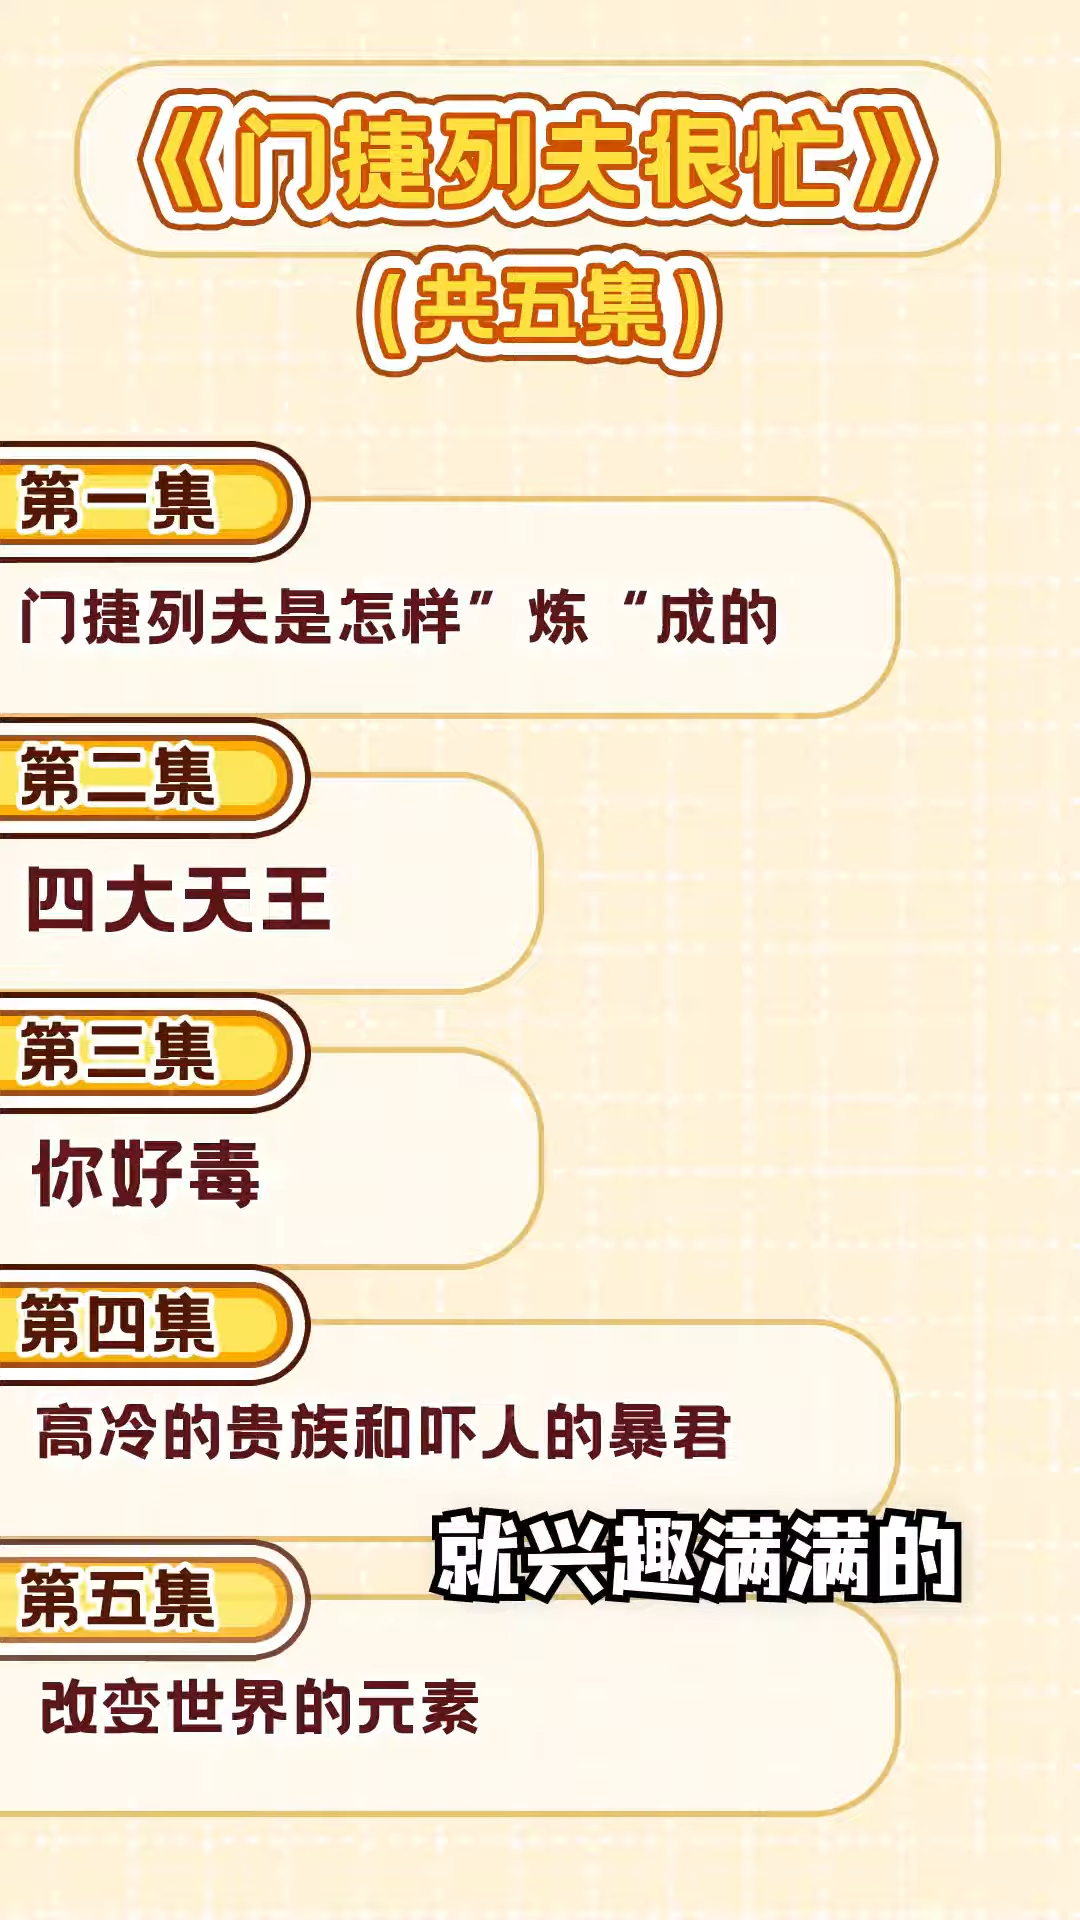 《门捷列夫很忙》
(共五集)
第一集
门捷列夫是怎样”炼“成的
第二集
四大天王
第三集
你好毒
第四集
高冷的贵族和吓人的暴君
就兴趣满满的
第五集
改变世界的元素